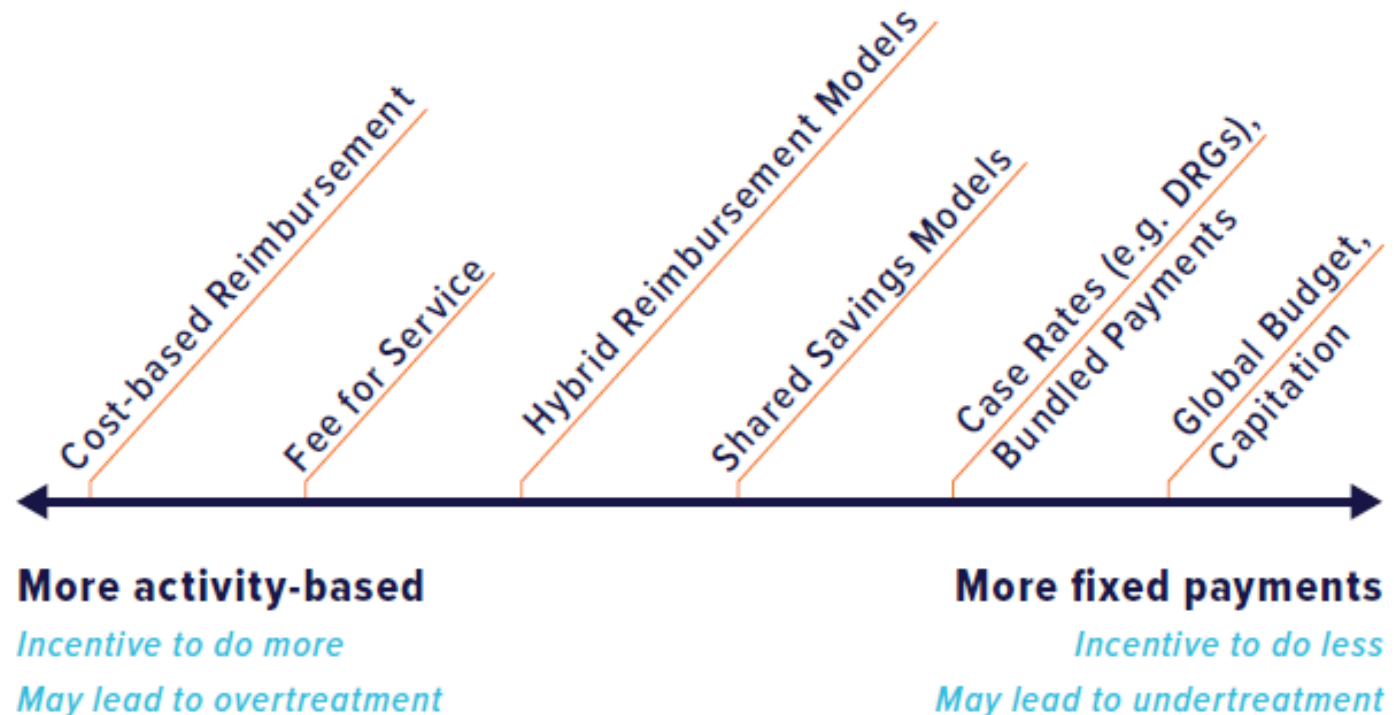 Cost-based Reimbursement
Fee for Service
Hybrid Reimbursement Models
Shared Savings Models
Case Rates (e.g. DRGs),
Bundled Payments
Global Budget,
Capitation
More activity-based
Incentive to do more
May lead to overtreatment
More fixed payments
Incentive to do less
May lead to undertreatment